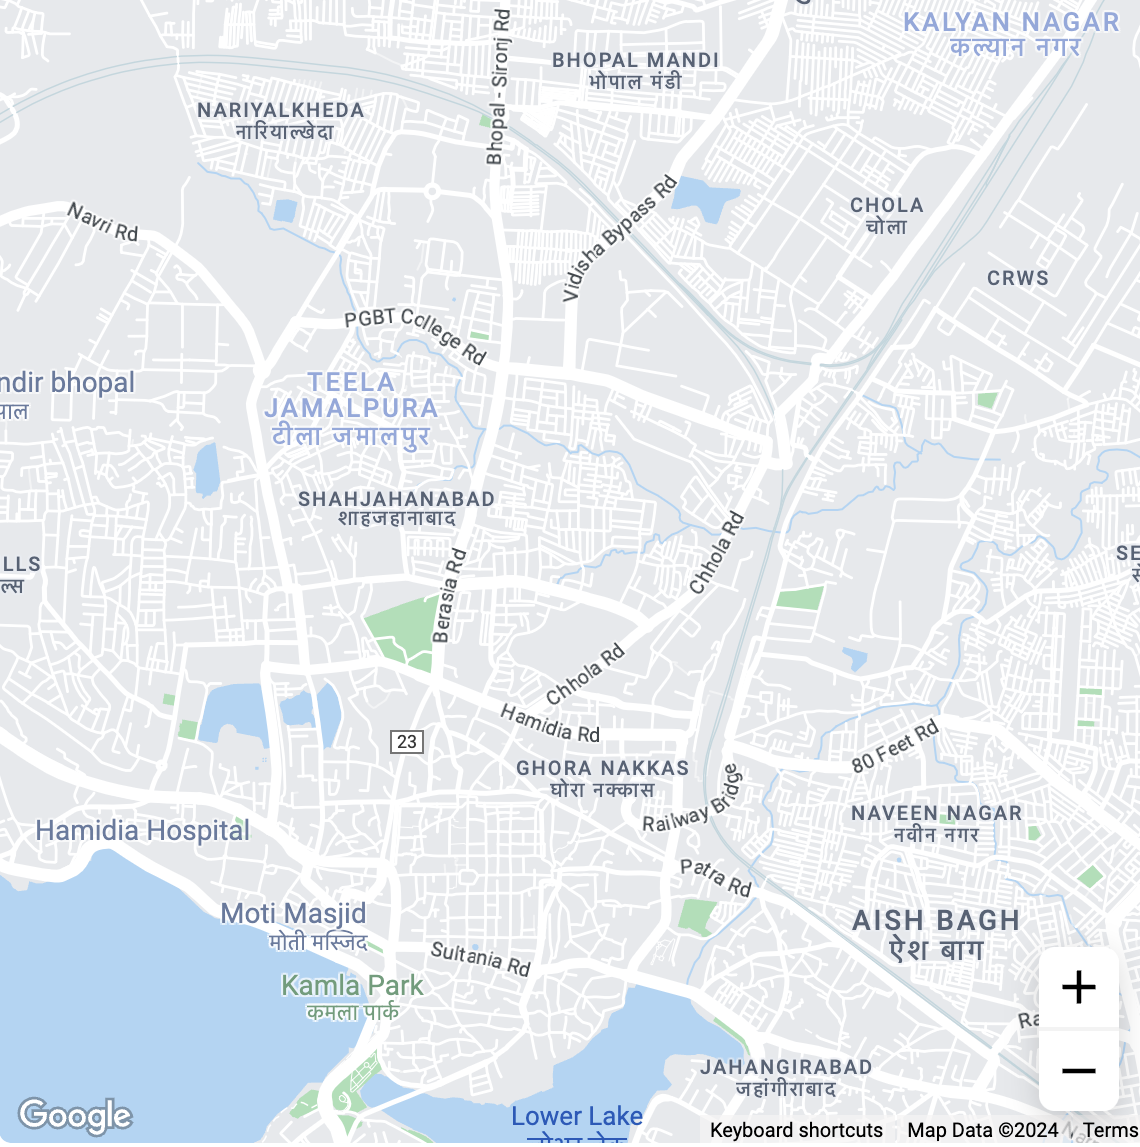 KALYAN NAGAR
कल्यान नगर
Bhopal - Sironj Rd
BHOPAL MANDI
भोपाल मंडी
NARIYALKHEDA
नारियाल्खेदा
Navri Rd
Vidisha Bypass Rd
CHOLA
चोला
CRWS
PGBT College Rd
ndir bhopal
पाल
TEELA
JAMALPURA
टीला जमालपुर
SHAHJAHANABAD
शाहजहानाबाद
Chhola Rd
LLS
ल्स
SE
Berasia Rd
Chhola Rd
Hamidia Rd
23
80 Feet Rd
GHORA NAKKAS
घोरा नक्कास
Railway Bridge
NAVEEN NAGAR
नवीन नगर
Hamidia Hospital
Patra Rd
Moti Masjid
मोती मस्जिद
AISH BAGH
ऐश बाग
Sultania Rd
Kamla Park
कमला पार्क
Ra
JAHANGIRABAD
जहांगीराबाद
Lower Lake
लोअर लेक
Google
Keyboard shortcuts
Map Data ©2024
Terms